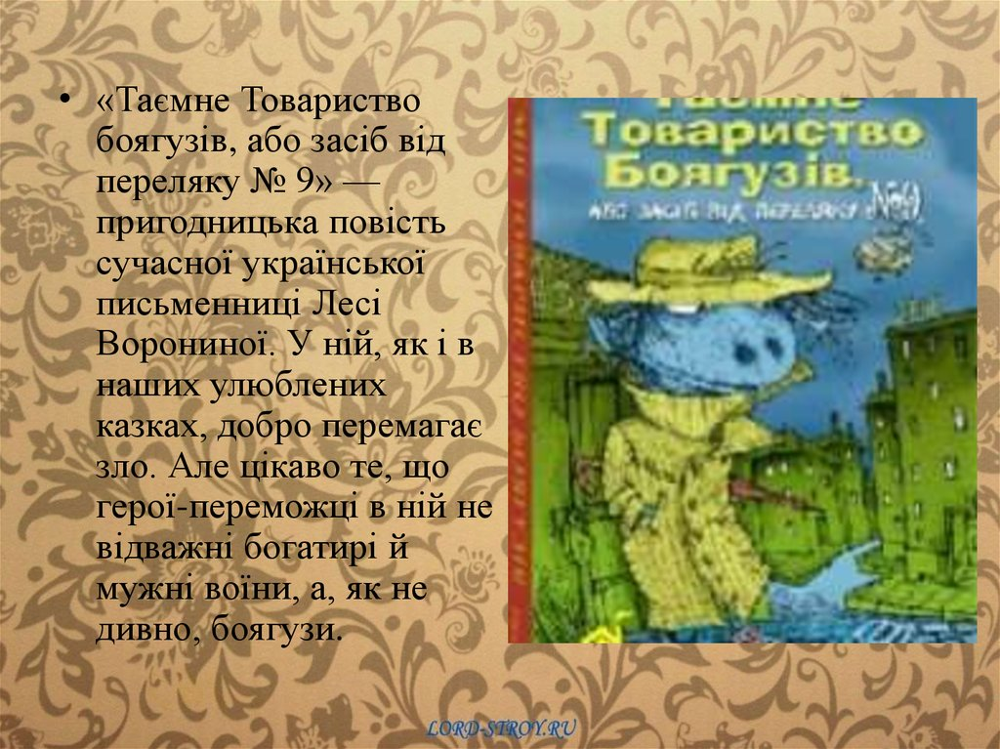 • «Таємне Товариство
боягузів, або засіб від
переляку № 9» —
пригодницька повість
сучасної української
письменниці Лесі
Ворониної. У ній, як і в
наших улюблених
казках, добро перемагає
зло. Але цікаво те, що
герої-переможці в ній не
відважні богатирі й
мужні воїни, а, як не
дивно, боягузи.
Таємне
Товариство
Боягузів,
або засіб від переляку №9
LORD-STROY.RU